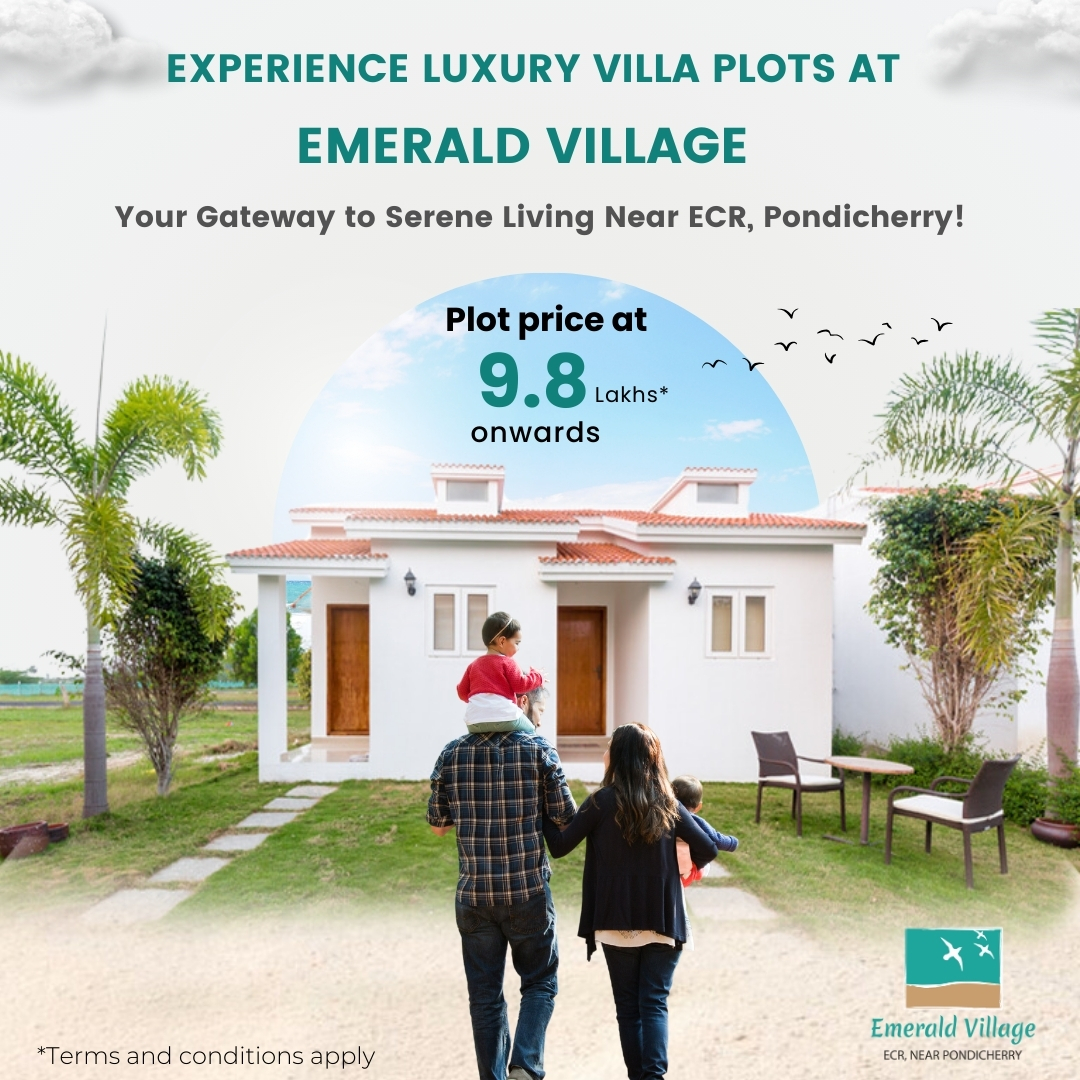 EXPERIENCE LUXURY VILLA PLOTS AT
EMERALD VILLAGE
Your Gateway to Serene Living Near ECR, Pondicherry!
Plot price at
9.8 Lakhs*
onwards
Emerald Village
ECR, NEAR PONDICHERRY
*Terms and conditions apply